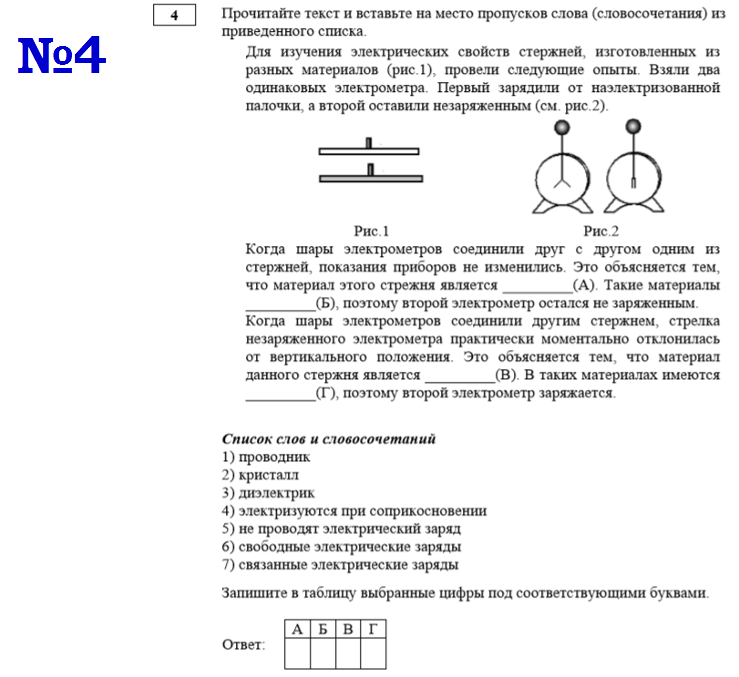 №4
4
Прочитайте текст и вставьте на место пропусков слова (словосочетания) из
приведенного списка.
Для изучения электрических свойств стержней, изготовленных из
разных материалов (рис.1), провели следующие опыты. Взяли два
одинаковых электрометра. Первый зарядили от наэлектризованной
палочки, а второй оставили незаряженным (см. рис.2).
Рис.1
Рис.2
Когда шары электрометров соединили друг с другом одним из
стержней, показания приборов не изменились. Это объясняется тем,
что материал этого стрежня является _________(А). Такие материалы
_________(Б), поэтому второй электрометр остался не заряженным.
Когда шары электрометров соединили другим стержнем, стрелка
незаряженного электрометра практически моментально отклонилась
от вертикального положения. Это объясняется тем, что материал
данного стержня является _________(В). В таких материалах имеются
_________(Г), поэтому второй электрометр заряжается.
Список слов и словосочетаний
1) проводник
2) кристалл
3) диэлектрик
4) электризуются при соприкосновении
5) не проводят электрический заряд
6) свободные электрические заряды
7) связанные электрические заряды
Запишите в таблицу выбранные цифры под соответствующими буквами.
А Б В Г
Ответ: